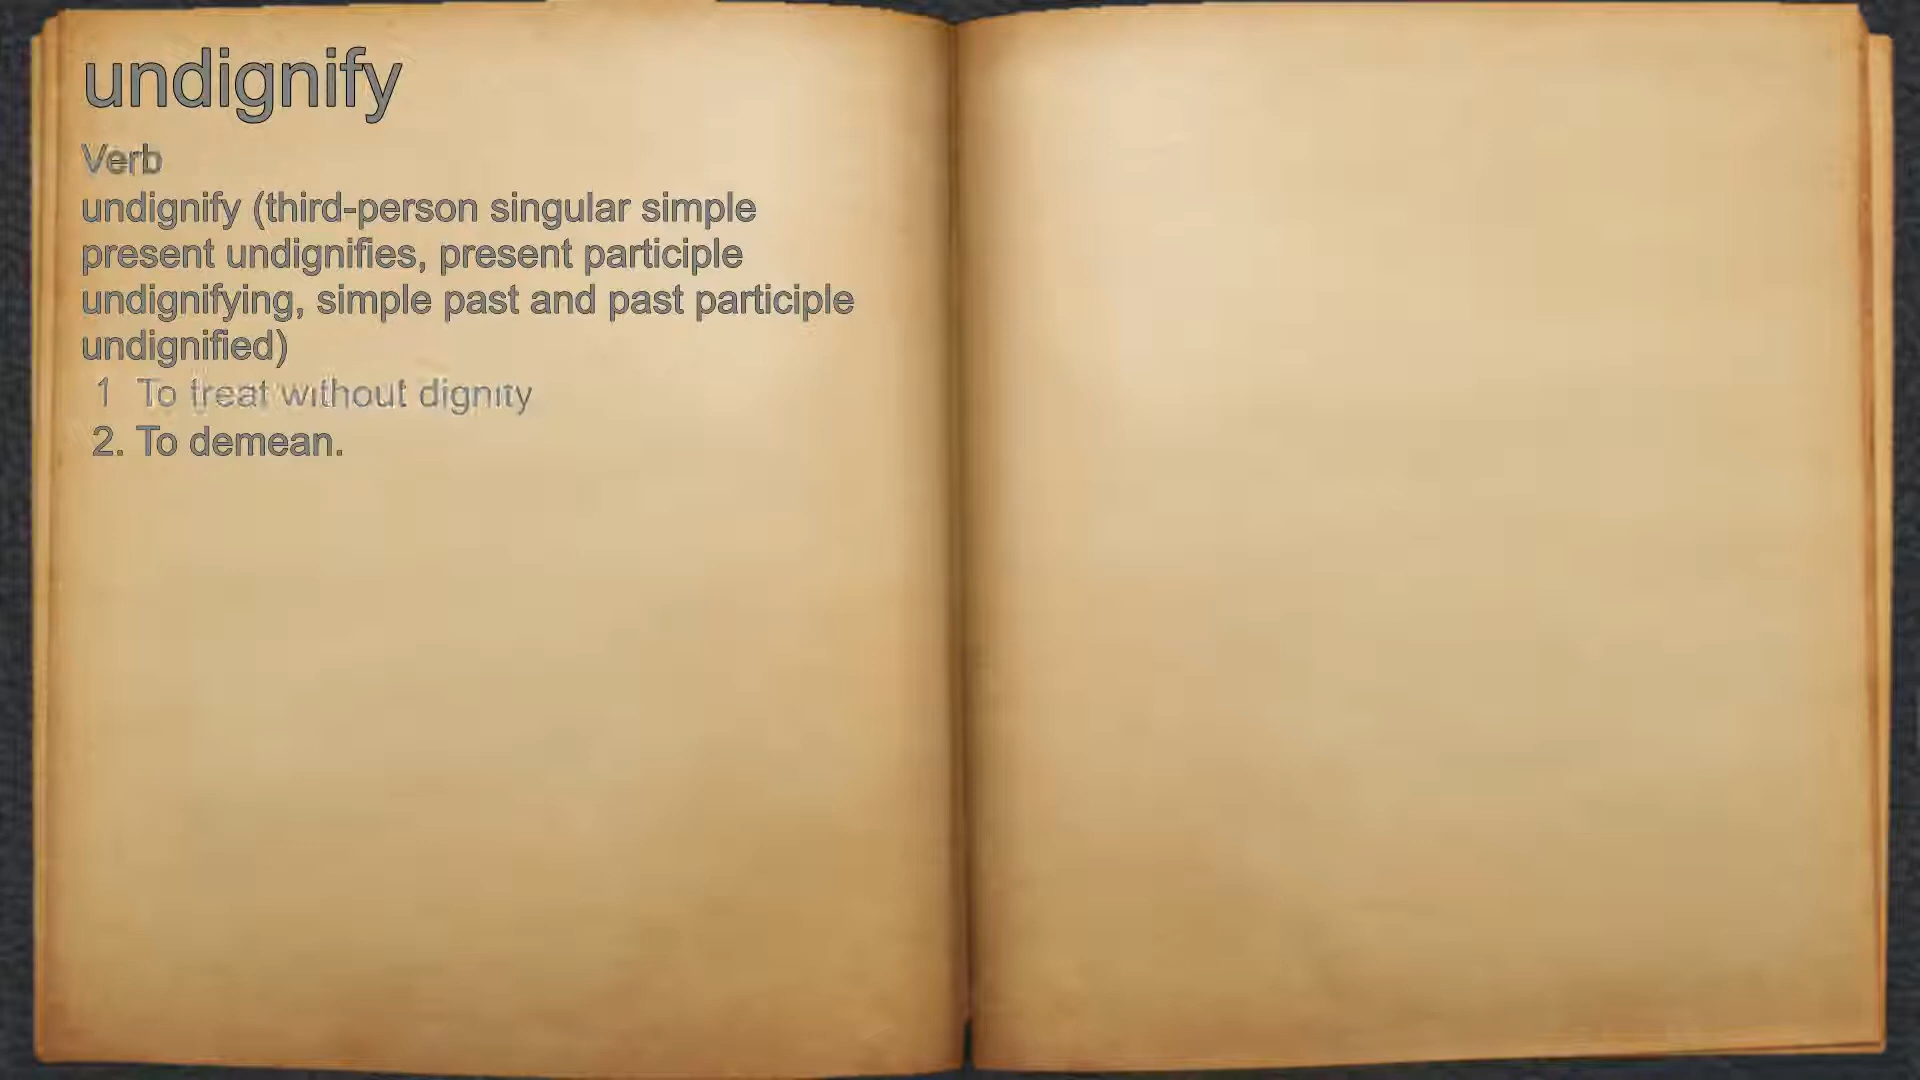 undignify
Verb
undignify (third-person singular simple
present undignifies, present participle
undignifying, simple past and past participle
undignified)
1 To treat without dignity
2. To demean.